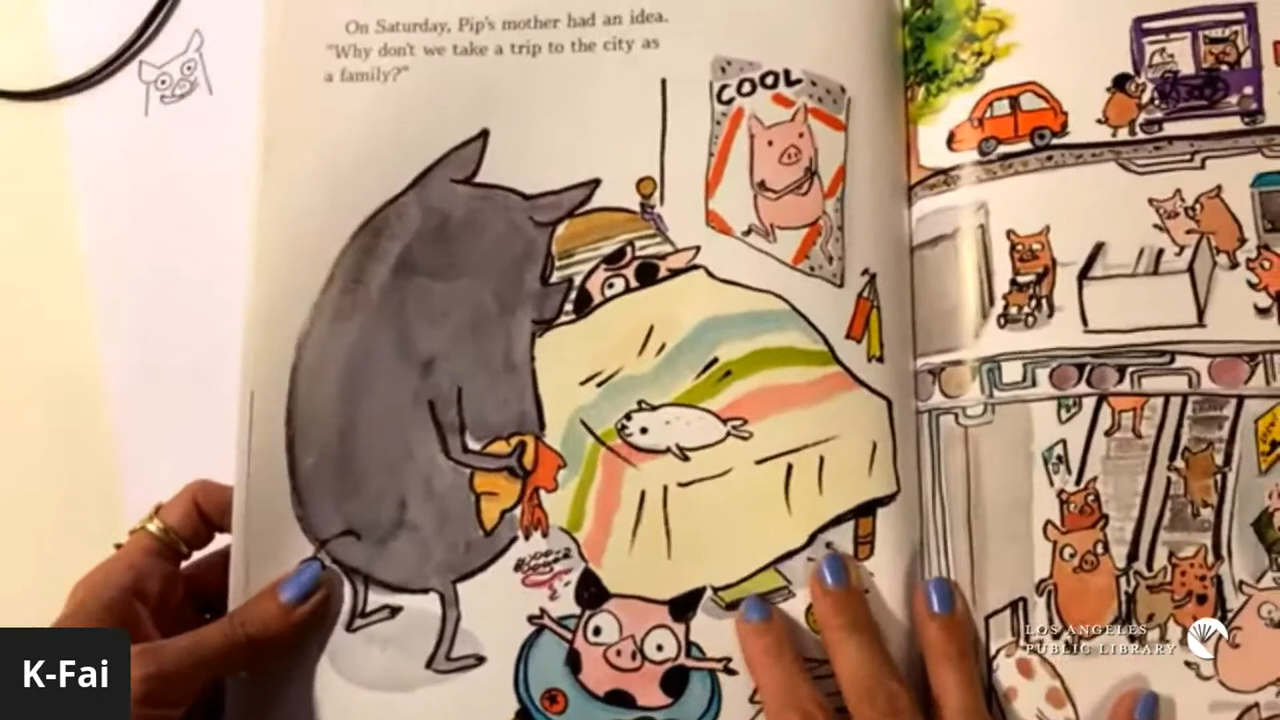 On Saturday, Pip's mother had an idea.
"Why don't we take a trip to the city as
a family?"
COOL
LOS ANGELES
PUBLIC LIBRARY
K-Fai